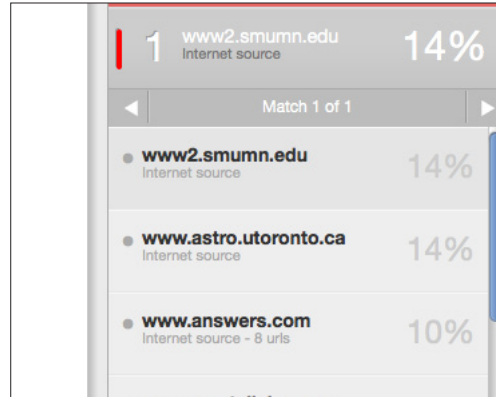 1 www2.smumn.edu 14%
Internet source
Match 1 of 1
www2.smumn.edu 14%
Internet source
www.astro.utoronto.ca 14%
Internet source
www.answers.com 10%
Internet source - 8 urls